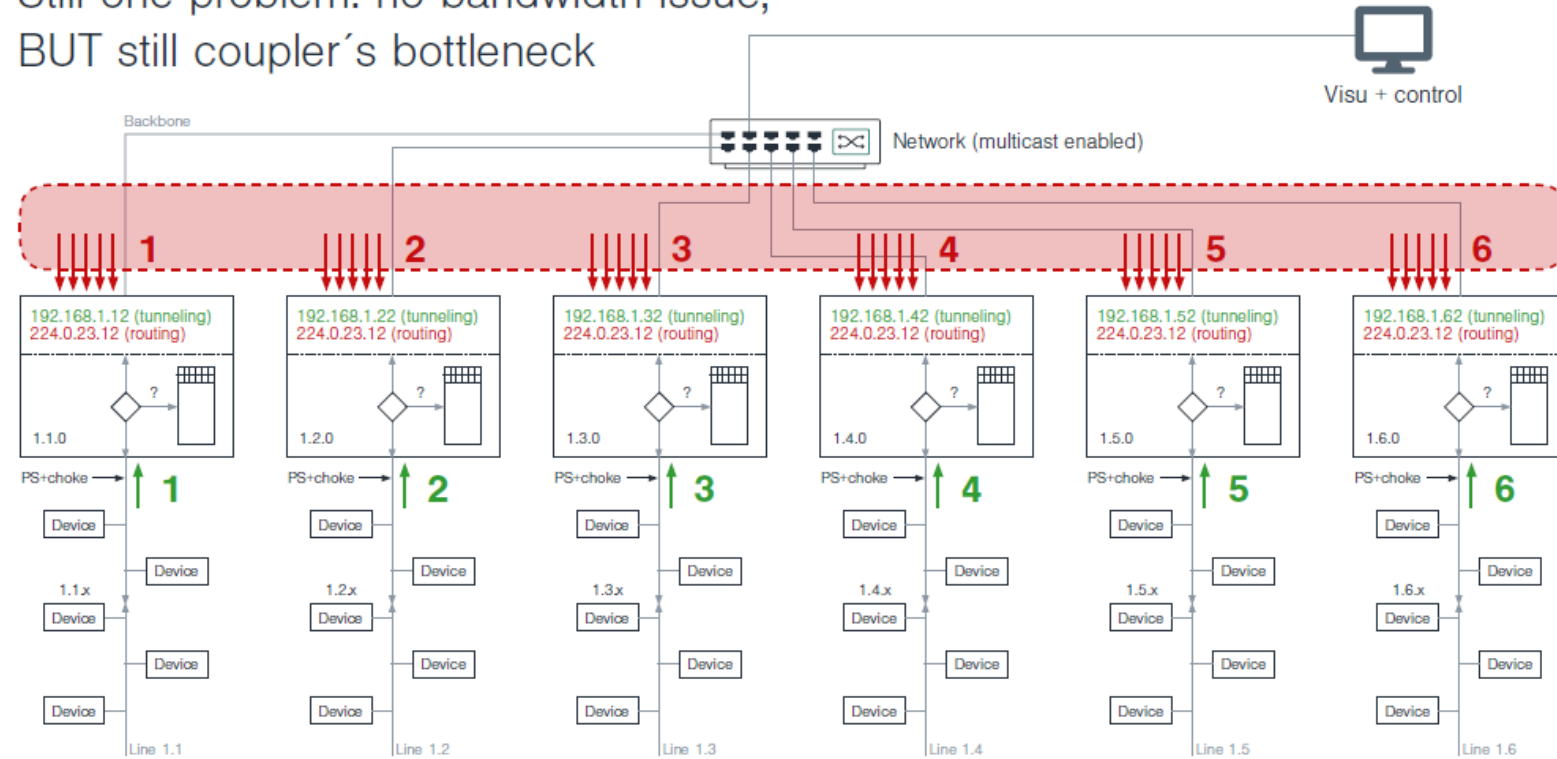 Still one problem: no bandwidth issue,
BUT still coupler´s bottleneck
Visu + control
Backbone
Network (multicast enabled)
1 2 3 4 5 6
192.168.1.12 (tunneling) 192.168.1.22 (tunneling) 192.168.1.32 (tunneling) 192.168.1.42 (tunneling) 192.168.1.52 (tunneling) 192.168.1.62 (tunneling)
224.0.23.12 (routing) 224.0.23.12 (routing) 224.0.23.12 (routing) 224.0.23.12 (routing) 224.0.23.12 (routing) 224.0.23.12 (routing)
? ? ? ? ? ?
1.1.0 1.2.0 1.3.0 1.4.0 1.5.0 1.6.0
PS+choke 1 PS+choke 2 PS+choke 3 PS+choke 4 PS+choke 5 PS+choke 6
Device Device Device Device Device Device
Device Device Device Device Device Device
1.1.x 1.2.x 1.3.x 1.4.x 1.5.x 1.6.x
Device Device Device Device Device Device
Device Device Device Device Device Device
Device Device Device Device Device Device
Line 1.1 Line 1.2 Line 1.3 Line 1.4 Line 1.5 Line 1.6